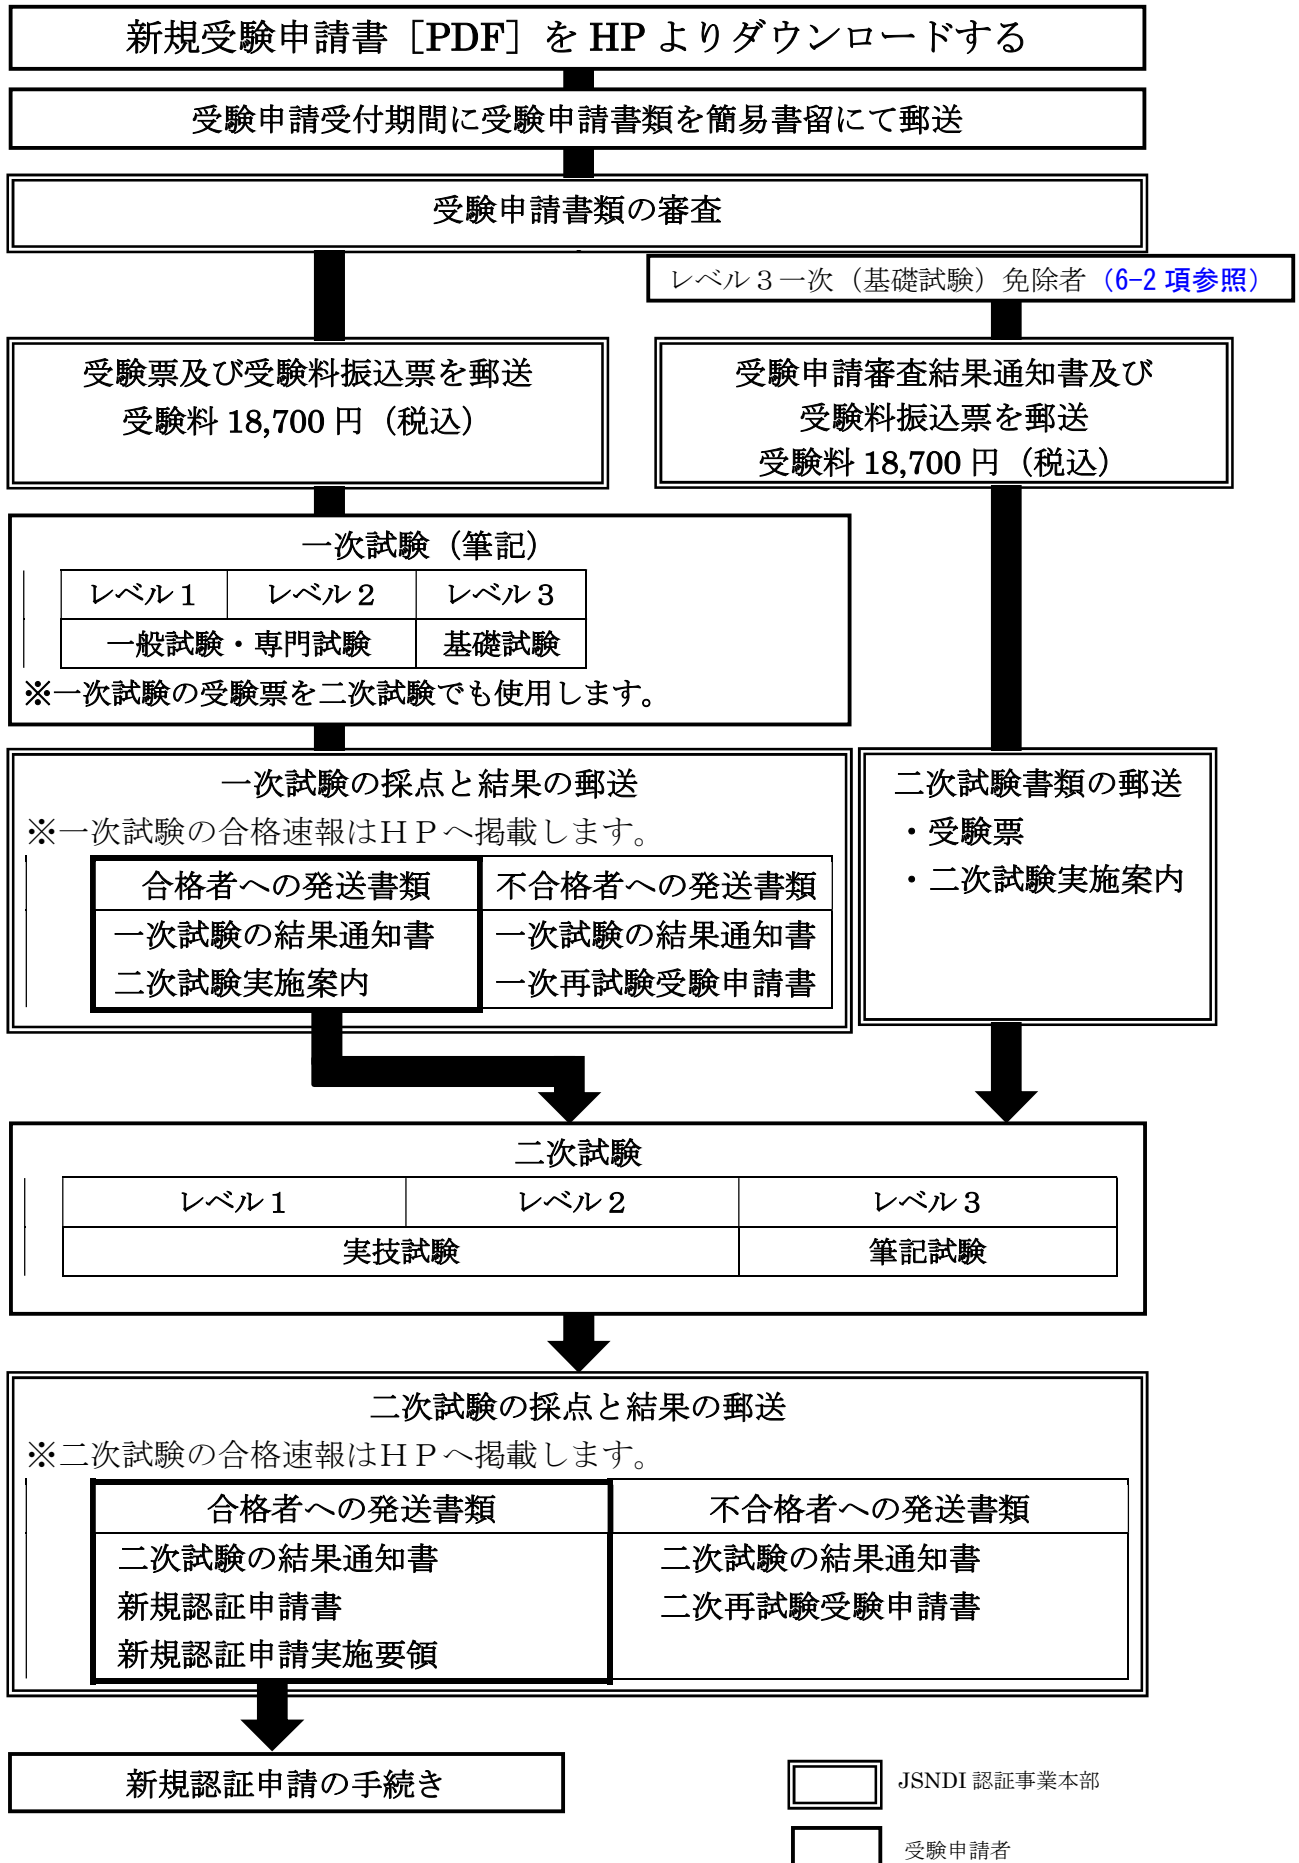 新規受験申請書［PDF］を HP よりダウンロードする
受験申請受付期間に受験申請書類を簡易書留にて郵送
受験申請書類の審査
レベル３一次（基礎試験）免除者（6-2 項参照）
受験票及び受験料振込票を郵送
受験料 18,700 円（税込）
受験申請審査結果通知書及び
受験料振込票を郵送
受験料 18,700 円（税込）
一次試験（筆記）
レベル１ レベル２ レベル３
一般試験・専門試験 基礎試験
※一次試験の受験票を二次試験でも使用します。
一次試験の採点と結果の郵送
※一次試験の合格速報はＨＰへ掲載します。
合格者への発送書類 不合格者への発送書類
一次試験の結果通知書 一次試験の結果通知書
二次試験実施案内 一次再試験受験申請書
二次試験書類の郵送
・受験票
・二次試験実施案内
二次試験
レベル１ レベル２ レベル３
実技試験 筆記試験
二次試験の採点と結果の郵送
※二次試験の合格速報はＨＰへ掲載します。
合格者への発送書類 不合格者への発送書類
二次試験の結果通知書 二次試験の結果通知書
新規認証申請書 二次再試験受験申請書
新規認証申請実施要領
新規認証申請の手続き
JSNDI 認証事業本部
受験申請者